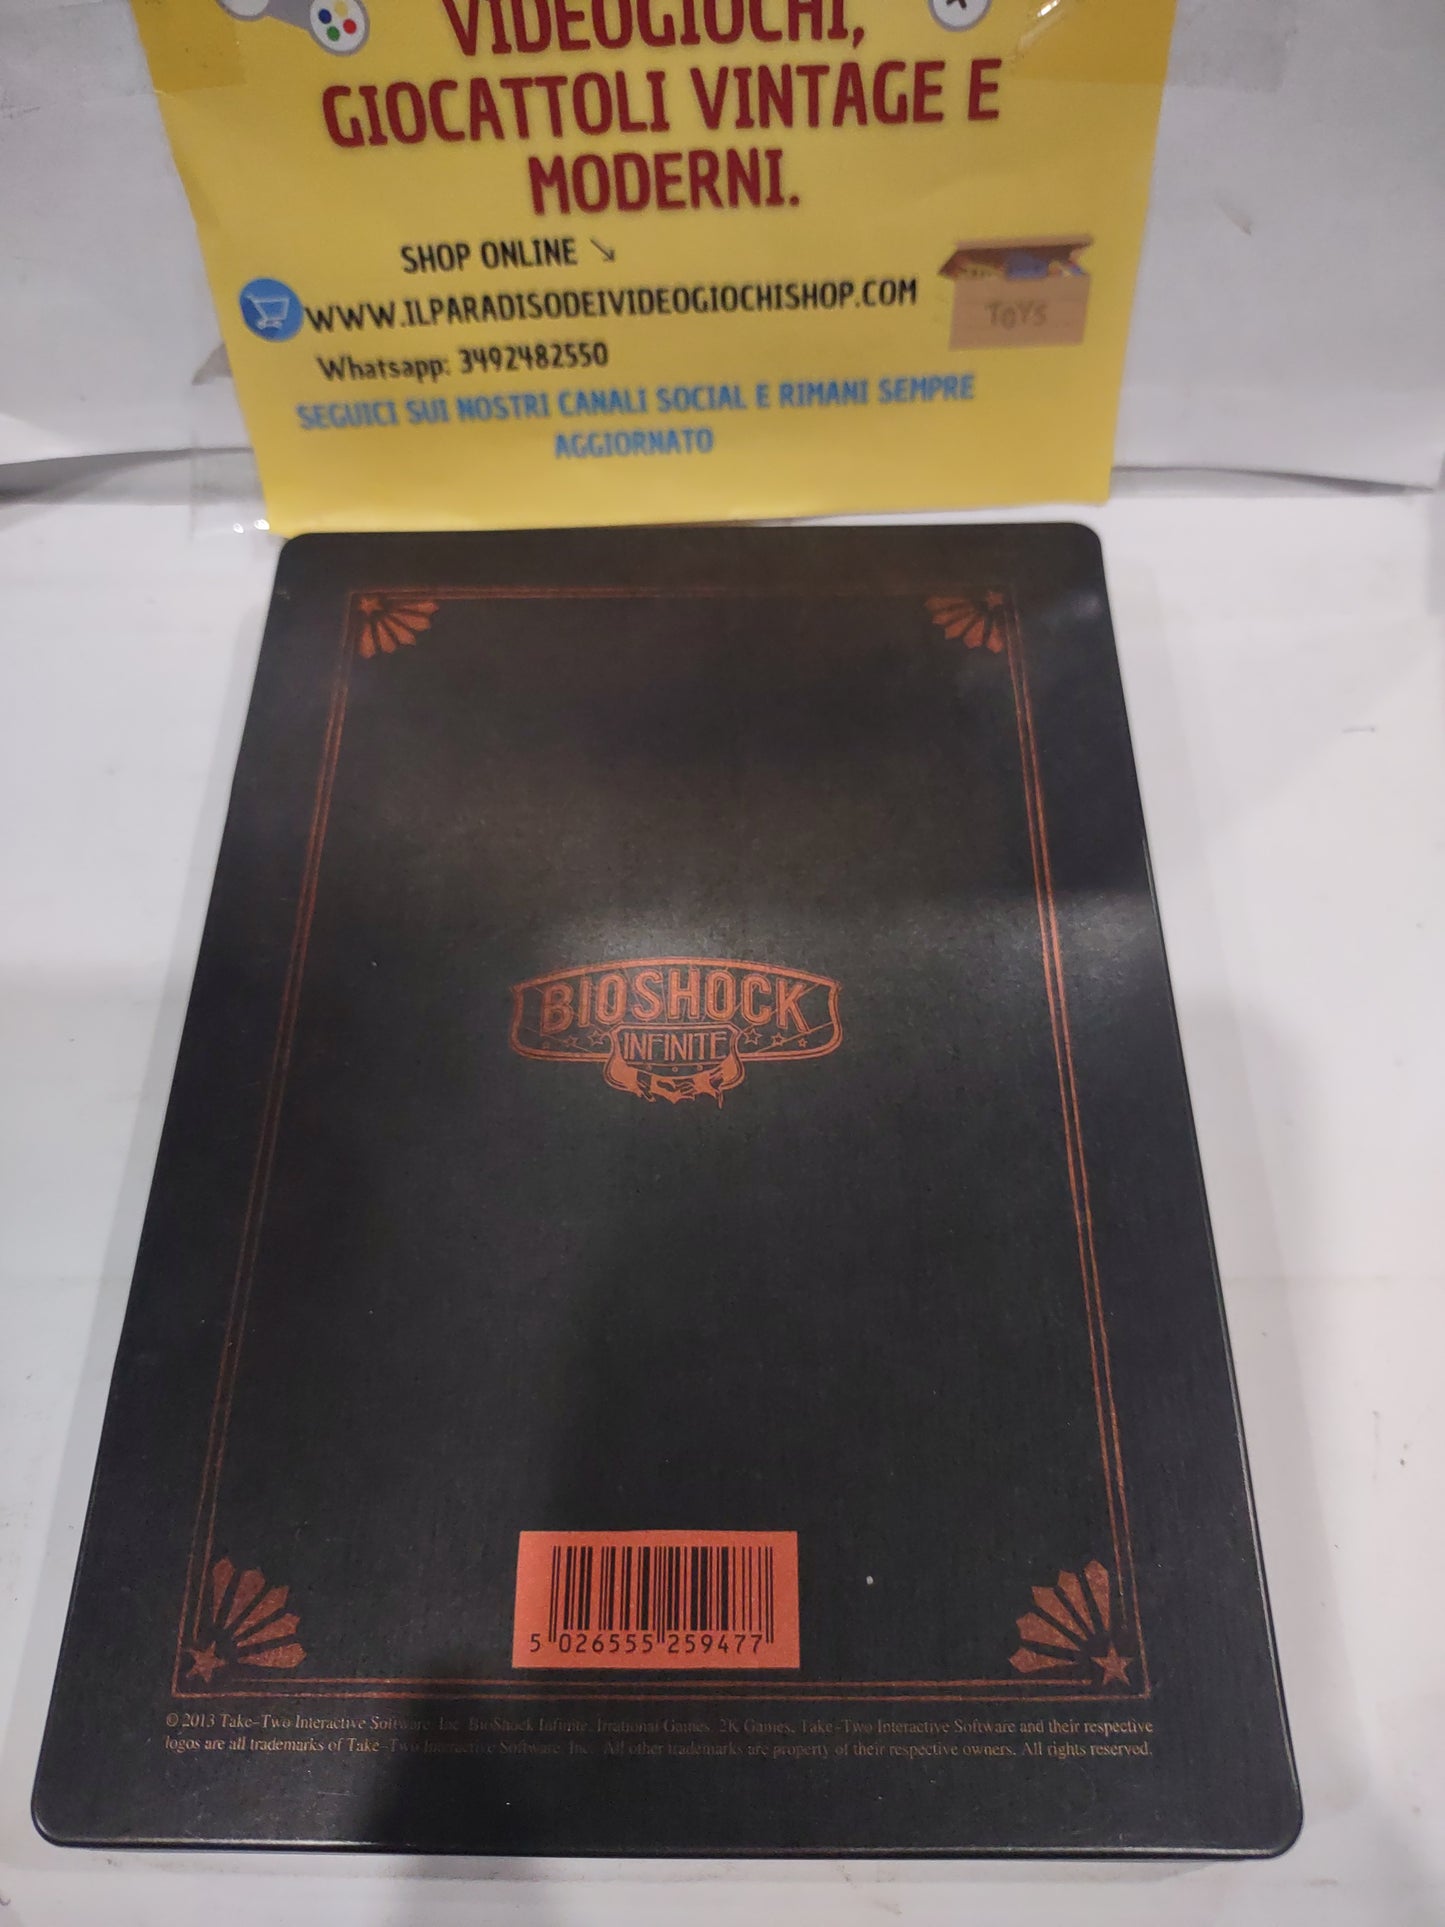 VIDEOGIOCHI,
GIOCATTOLI VINTAGE E
MODERNI.
SHOP ONLINE ↘
WWW.ILPARADISODEIVIDEOGIOCHISHOP.COM
TOYS
Whatsapp: 3492482550
SEGUICI SUI NOSTRI CANALI SOCIAL E RIMANI SEMPRE
AGGIORNATO
BIOSHOCK
INFINITE
5 026555 259477
© 2013 Take-Two Interactive Software, Inc. BioShock Infinite, Irrational Games, 2K Games, Take-Two Interactive Software and their respective
logos are all trademarks of Take-Two Interactive Software, Inc. All other trademarks are property of their respective owners. All rights reserved.